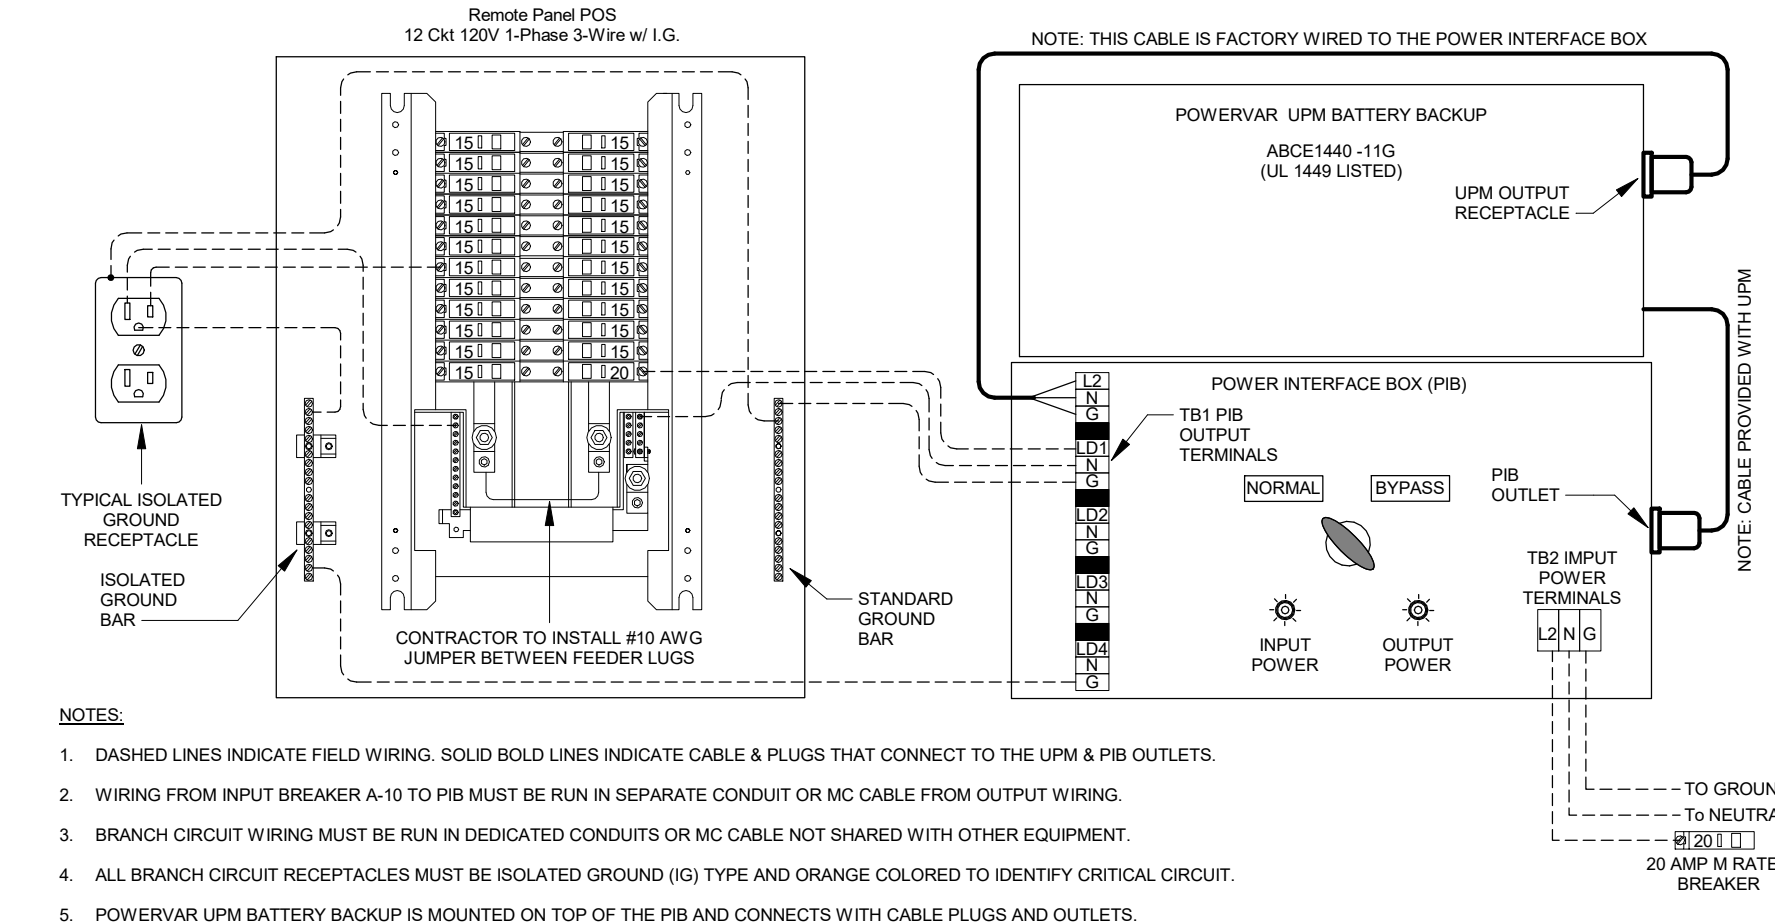 Remote Panel POS
12 Ckt 120V 1-Phase 3-Wire w/ I.G.
NOTE: THIS CABLE IS FACTORY WIRED TO THE POWER INTERFACE BOX
POWERVAR UPM BATTERY BACKUP
ABCE1440 -11G
(UL 1449 LISTED)
UPM OUTPUT
RECEPTACLE
15 15
15 15
15 15
15 15
15 15
15 15
15 15
15 15
15 15
15 15
15 15
15 20
NOTE: CABLE PROVIDED WITH UPM
POWER INTERFACE BOX (PIB)
L2
N
G
LD1
N
G
LD2
N
G
LD3
N
G
LD4
N
G
TB1 PIB
OUTPUT
TERMINALS
NORMAL
BYPASS
PIB
OUTLET
TB2 IMPUT
POWER
TERMINALS
L2 N G
INPUT
POWER
OUTPUT
POWER
TYPICAL ISOLATED
GROUND
RECEPTACLE
ISOLATED
GROUND
BAR
CONTRACTOR TO INSTALL #10 AWG
JUMPER BETWEEN FEEDER LUGS
STANDARD
GROUND
BAR
TO GROUN
To NEUTRA
20
20 AMP M RATE
BREAKER
NOTES:
1. DASHED LINES INDICATE FIELD WIRING. SOLID BOLD LINES INDICATE CABLE & PLUGS THAT CONNECT TO THE UPM & PIB OUTLETS.
2. WIRING FROM INPUT BREAKER A-10 TO PIB MUST BE RUN IN SEPARATE CONDUIT OR MC CABLE FROM OUTPUT WIRING.
3. BRANCH CIRCUIT WIRING MUST BE RUN IN DEDICATED CONDUITS OR MC CABLE NOT SHARED WITH OTHER EQUIPMENT.
4. ALL BRANCH CIRCUIT RECEPTACLES MUST BE ISOLATED GROUND (IG) TYPE AND ORANGE COLORED TO IDENTIFY CRITICAL CIRCUIT.
5. POWERVAR UPM BATTERY BACKUP IS MOUNTED ON TOP OF THE PIB AND CONNECTS WITH CABLE PLUGS AND OUTLETS.